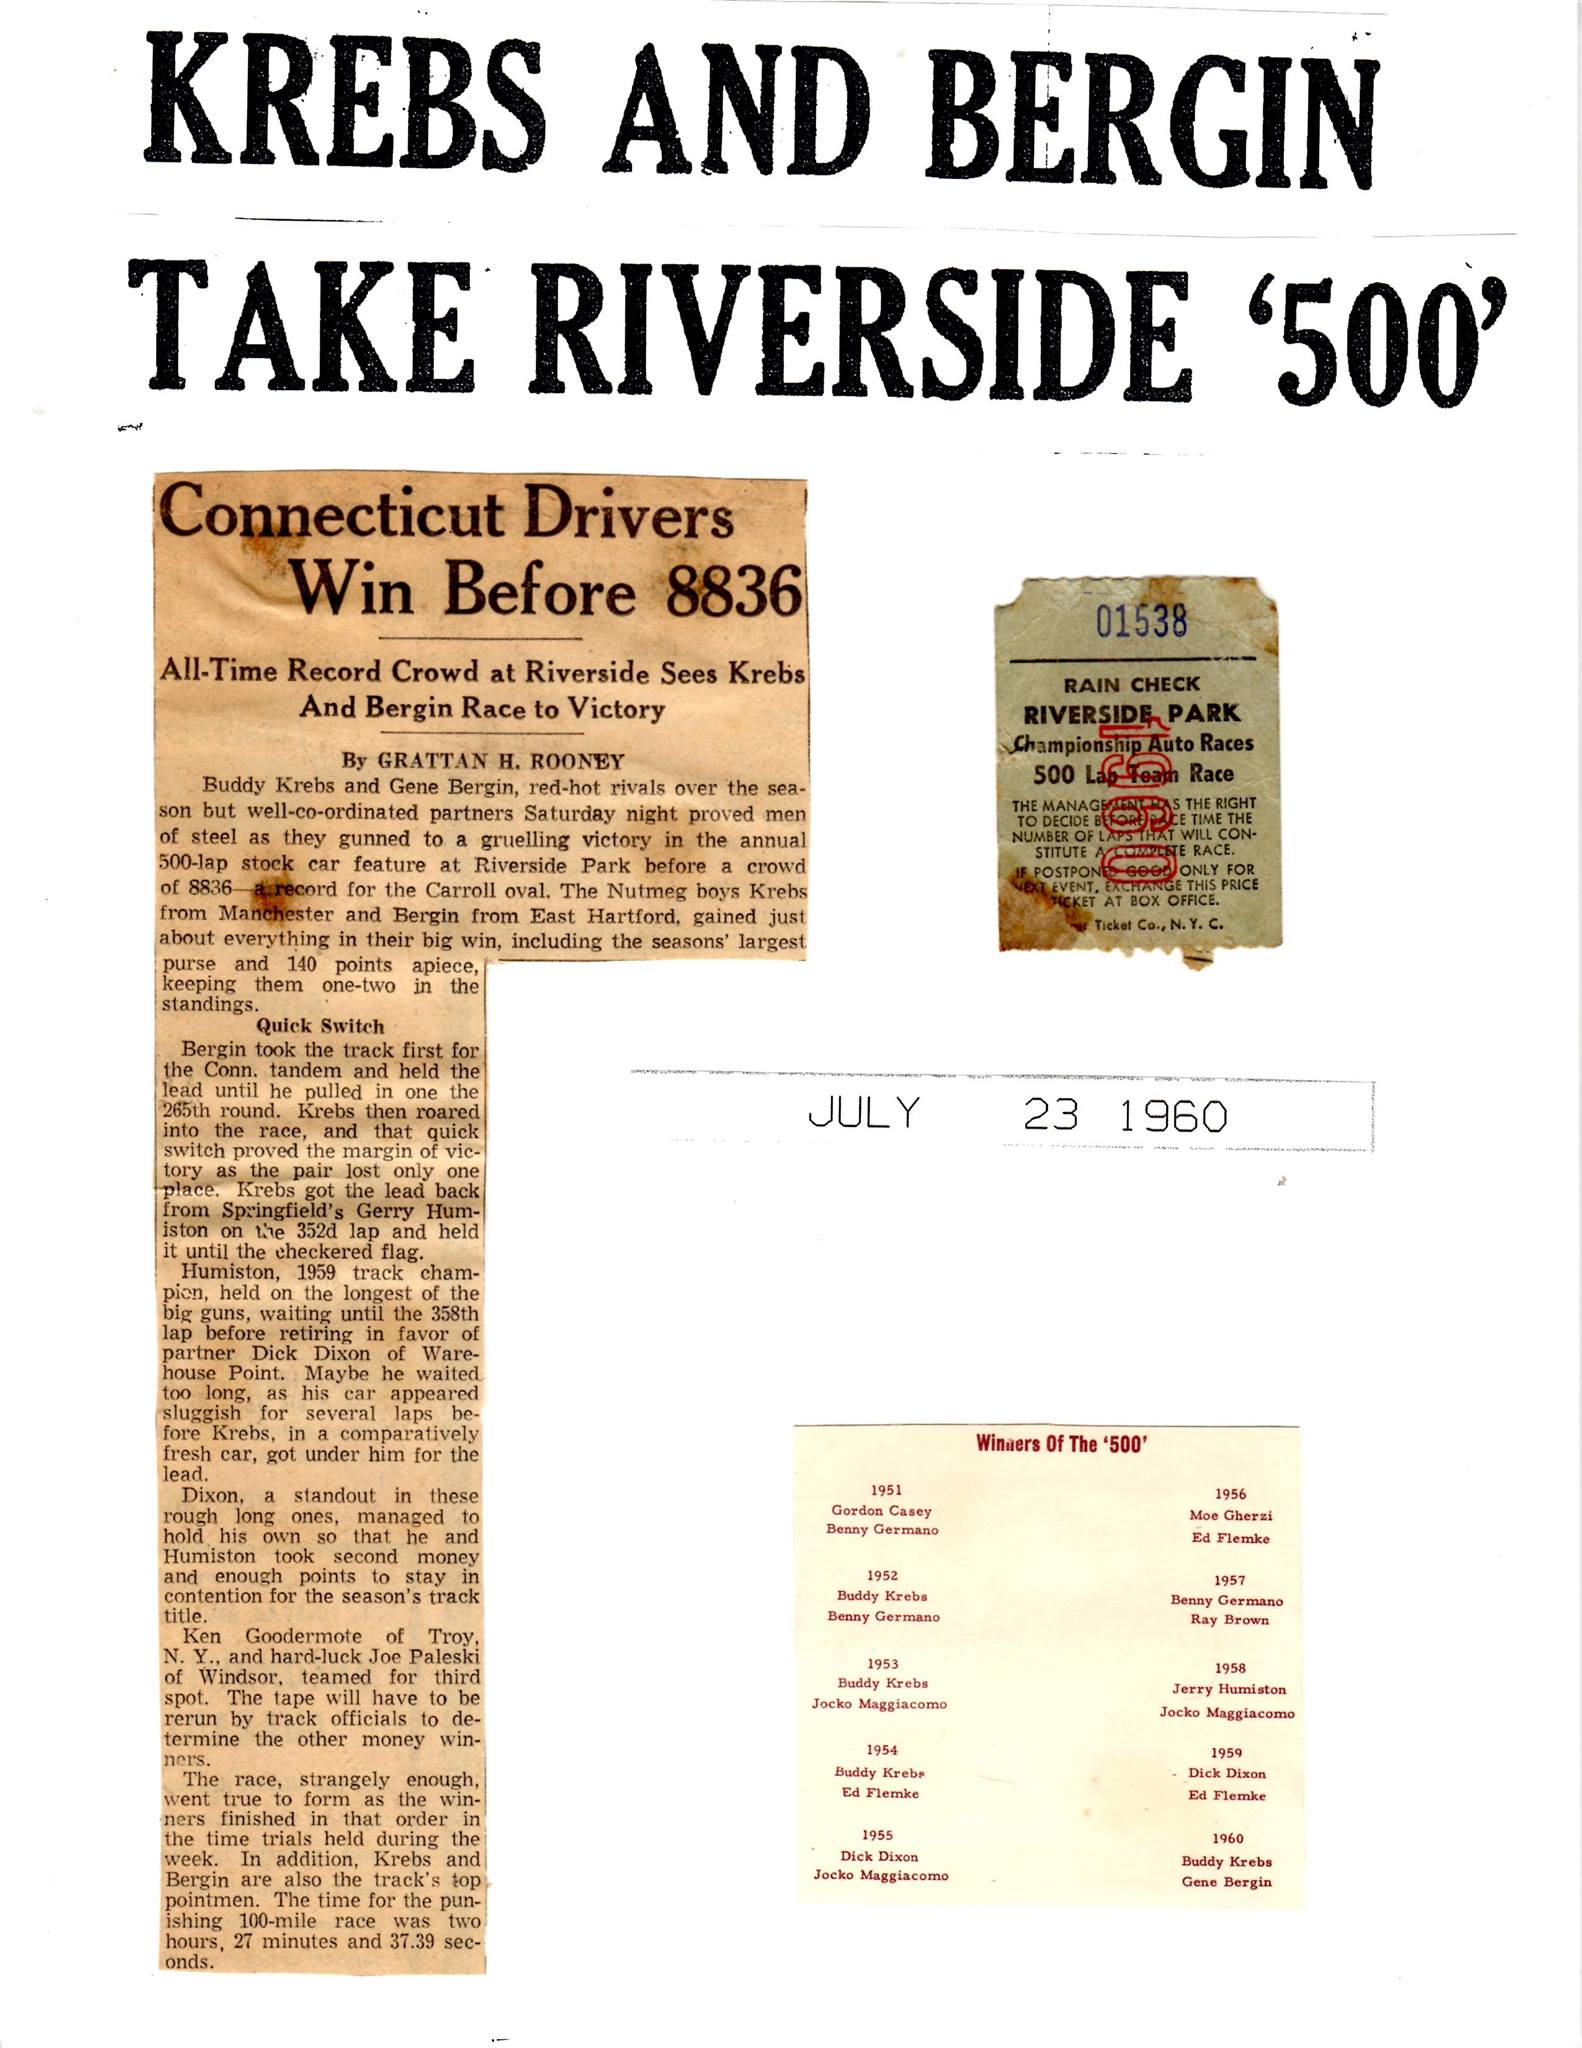 KREBS AND BERGIN
TAKE RIVERSIDE ‘500’
Connecticut Drivers
Win Before 8836
All-Time Record Crowd at Riverside Sees Krebs
And Bergin Race to Victory
By GRATTAN H. ROONEY
Buddy Krebs and Gene Bergin, red-hot rivals over the sea-
son but well-co-ordinated partners Saturday night proved men
of steel as they gunned to a gruelling victory in the annual
500-lap stock car feature at Riverside Park before a crowd
of 8836—a record for the Carroll oval. The Nutmeg boys Krebs
from Manchester and Bergin from East Hartford, gained just
about everything in their big win, including the seasons' largest
purse and 140 points apiece,
keeping them one-two in the
standings.
Quick Switch
Bergin took the track first for
the Conn. tandem and held the
lead until he pulled in one the
265th round. Krebs then roared
into the race, and that quick
switch proved the margin of vic-
tory as the pair lost only one
place. Krebs got the lead back
from Springfield's Gerry Hum-
iston on the 352d lap and held
it until the checkered flag.
Humiston, 1959 track cham-
pion, held on the longest of the
big guns, waiting until the 358th
lap before retiring in favor of
partner Dick Dixon of Ware-
house Point. Maybe he waited
too long, as his car appeared
sluggish for several laps be-
fore Krebs, in a comparatively
fresh car, got under him for the
lead.
Dixon, a standout in these
rough long ones, managed to
hold his own so that he and
Humiston took second money
and enough points to stay in
contention for the season's track
title.
Ken Goodermote of Troy,
N. Y., and hard-luck Joe Paleski
of Windsor, teamed for third
spot. The tape will have to be
rerun by track officials to de-
termine the other money win-
ners.
The race, strangely enough,
went true to form as the win-
ners finished in that order in
the time trials held during the
week. In addition, Krebs and
Bergin are also the track's top
pointmen. The time for the pun-
ishing 100-mile race was two
hours, 27 minutes and 37.39 sec-
onds.
01538
RAIN CHECK
RIVERSIDE PARK
Championship Auto Races
500 Lap Team Race
THE MANAGEMENT HAS THE RIGHT
TO DECIDE BEFORE RACE TIME THE
NUMBER OF LAPS THAT WILL CON-
STITUTE A COMPLETE RACE.
IF POSTPONED GOOD ONLY FOR
NEXT EVENT, EXCHANGE THIS PRICE
TICKET AT BOX OFFICE.
Ticket Co., N. Y. C.
JULY 23 1960
Winners Of The ‘500’
1951
Gordon Casey
Benny Germano
1952
Buddy Krebs
Benny Germano
1953
Buddy Krebs
Jocko Maggiacomo
1954
Buddy Krebs
Ed Flemke
1955
Dick Dixon
Jocko Maggiacomo
1956
Moe Gherzi
Ed Flemke
1957
Benny Germano
Ray Brown
1958
Jerry Humiston
Jocko Maggiacomo
1959
Dick Dixon
Ed Flemke
1960
Buddy Krebs
Gene Bergin